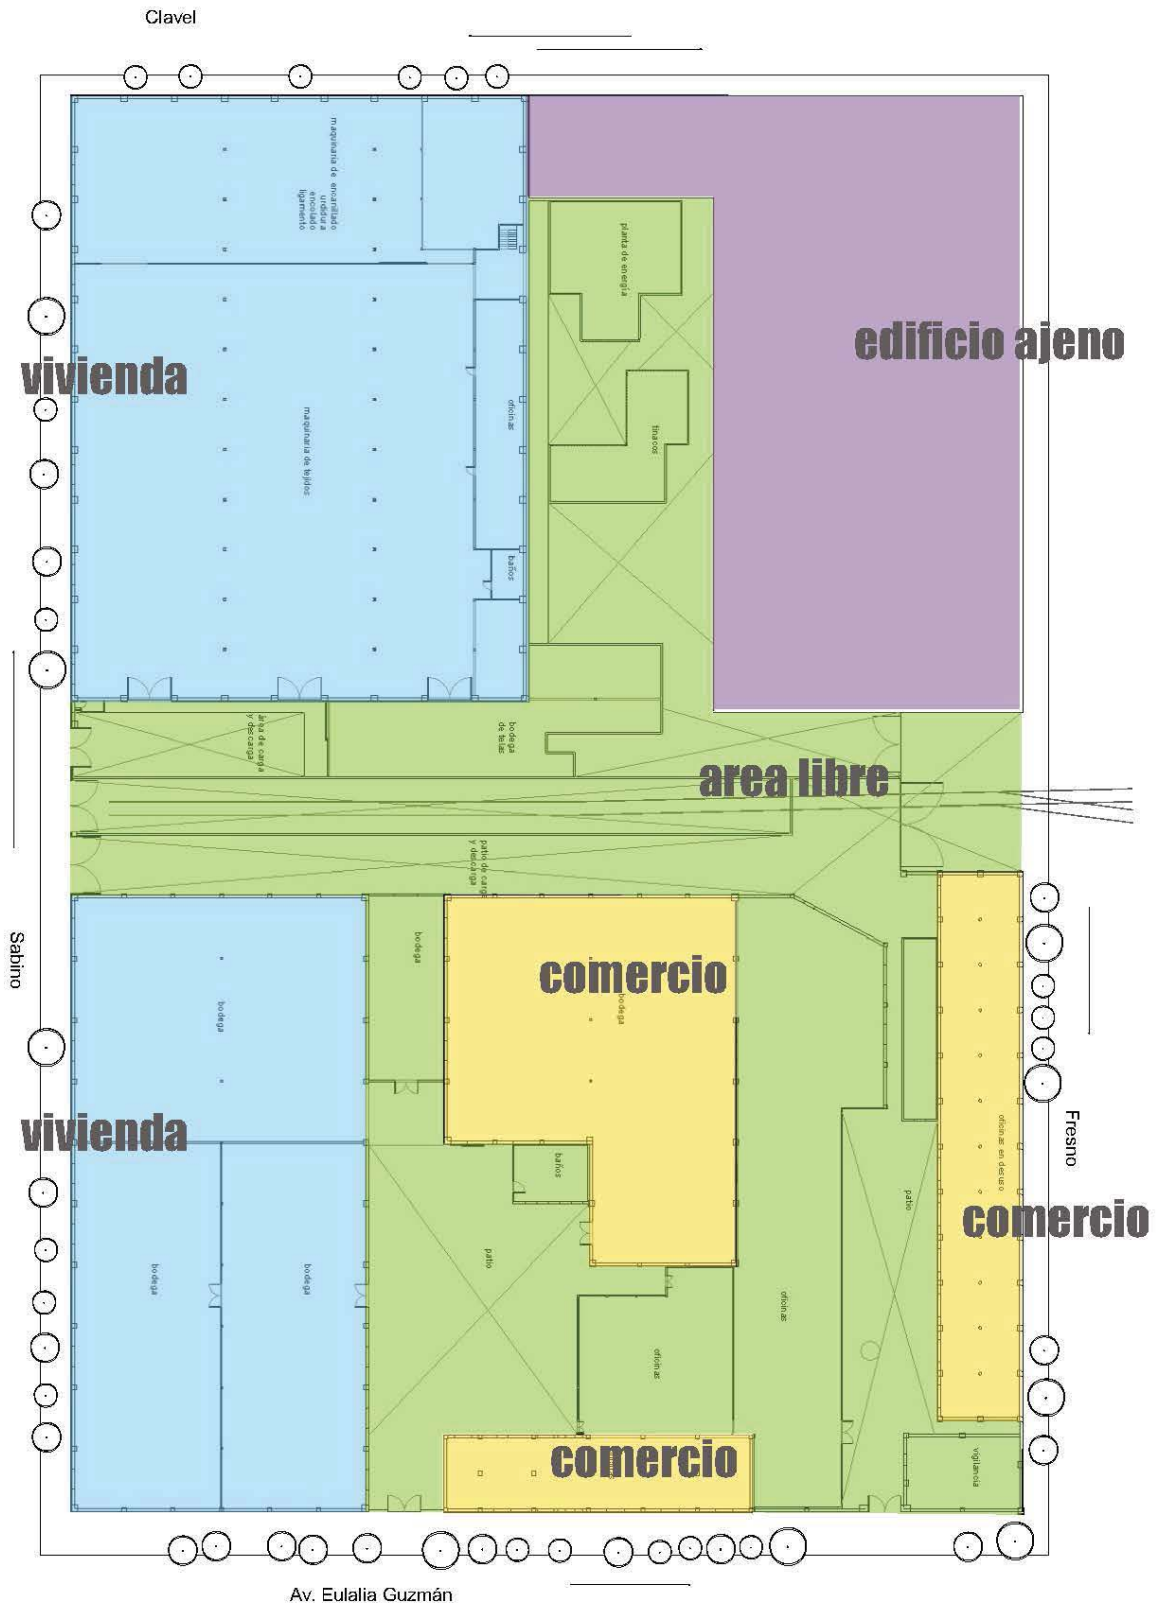 Clavel
maquinaria de encanillado
urdidura
encolado
ligamento
planta de energía
edificio ajeno
vivienda
maquinaria de tejidos
oficinas
tinacos
baños
área de carga
y descarga
bodega
de telas
area libre
patio de carga
y descarga
Sabino
bodega
bodega
comercio
bodega
oficinas en desuso
Fresno
vivienda
baños
patio
comercio
patio
bodega
bodega
oficinas
oficinas
comercio
vigilancia
Av. Eulalia Guzmán